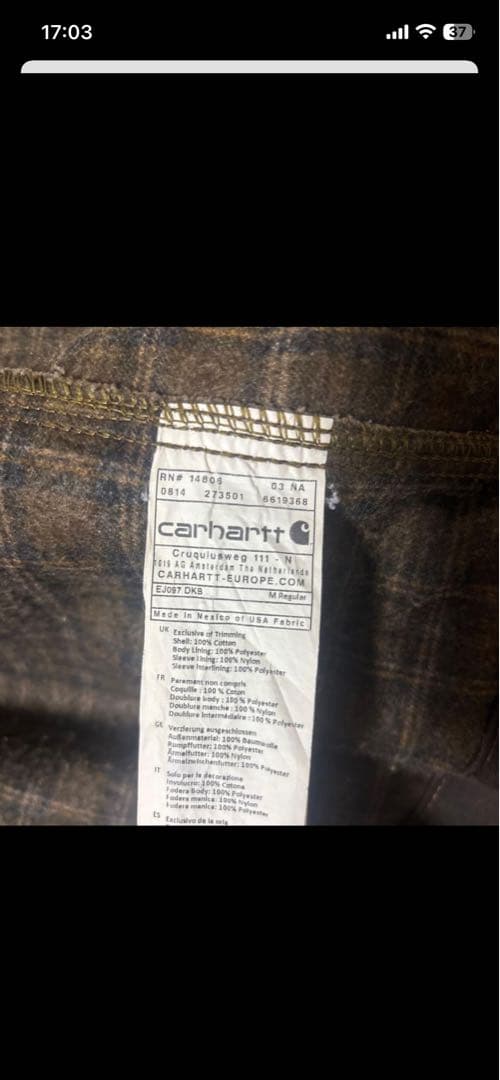 17:03
37
RN# 14806 03 NA
0814 273501 6619368
carhartt
Cruquiusweg 111 - N
1019 AG Amsterdam The Netherlands
CARHARTT-EUROPE.COM
EJ097 DKB M Regular
Made In Mexico of USA Fabric
UK Exclusive of Trimming
Shell: 100% Cotton
Body Lining: 100% Polyester
Sleeve lining: 100% Nylon
Sleeve Interlining: 100% Polyester
FR Parement non compris
Coquille : 100 % Coton
Doublure body : 100 % Polyester
Doublure manche : 100 % Nylon
Doublure Intermédiaire : 100 % Polyester
GE Verzierung ausgeschlossen
Außenmaterial: 100% Baumwolle
Rumpffutter: 100% Polyester
Ärmelfutter: 100% Nylon
Ärmelzwischenfutter: 100% Polyester
IT Solo per la decorazione
Involucro: 100% Cotone
Fodera Body: 100% Polyester
Fodera manica: 100% Nylon
Fodera manica: 100% Polyester
ES Exclusivo de la